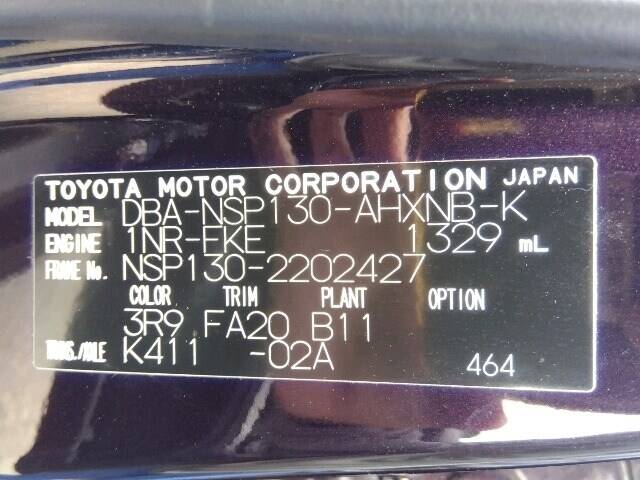 TOYOTA MOTOR CORPORATION JAPAN
MODEL DBA-NSP130-AHXNB-K
ENGINE 1NR-FKE 1329 mL
FRAME No. NSP130-2202427
COLOR TRIM PLANT OPTION
3R9 FA20 B11
TRANS./AXLE K411 -02A 464